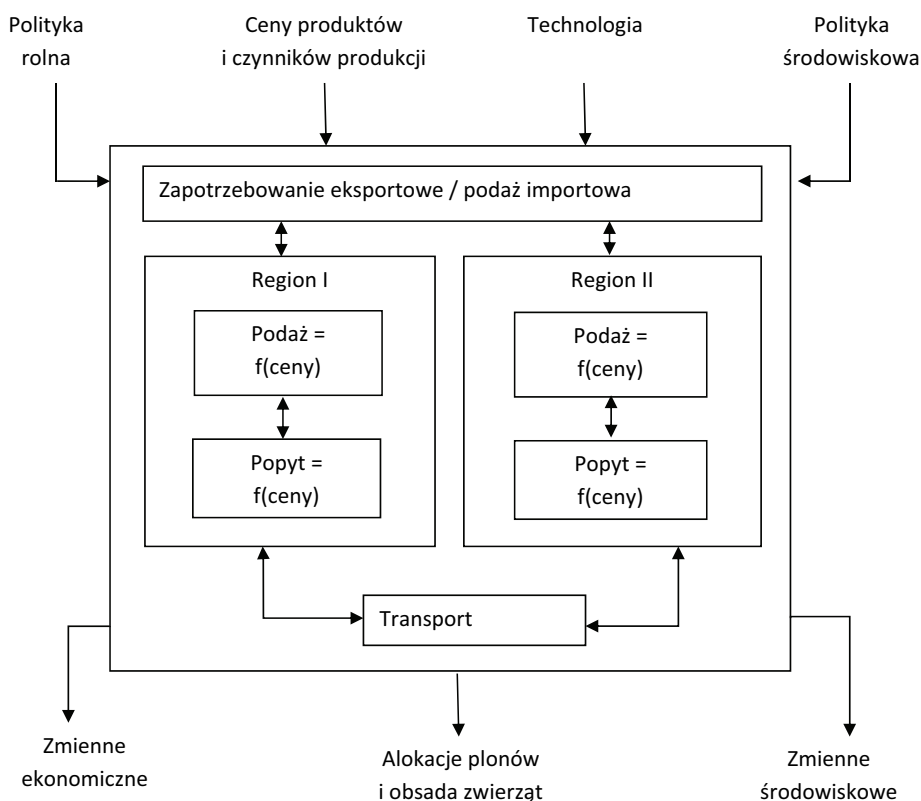 Polityka
rolna
Ceny produktów
i czynników produkcji
Technologia
Polityka
środowiskowa
Zapotrzebowanie eksportowe / podaż importowa
Region I
Podaż =
f(ceny)
Popyt =
f(ceny)
Region II
Podaż =
f(ceny)
Popyt =
f(ceny)
Transport
Zmienne
ekonomiczne
Alokacje plonów
i obsada zwierząt
Zmienne
środowiskowe